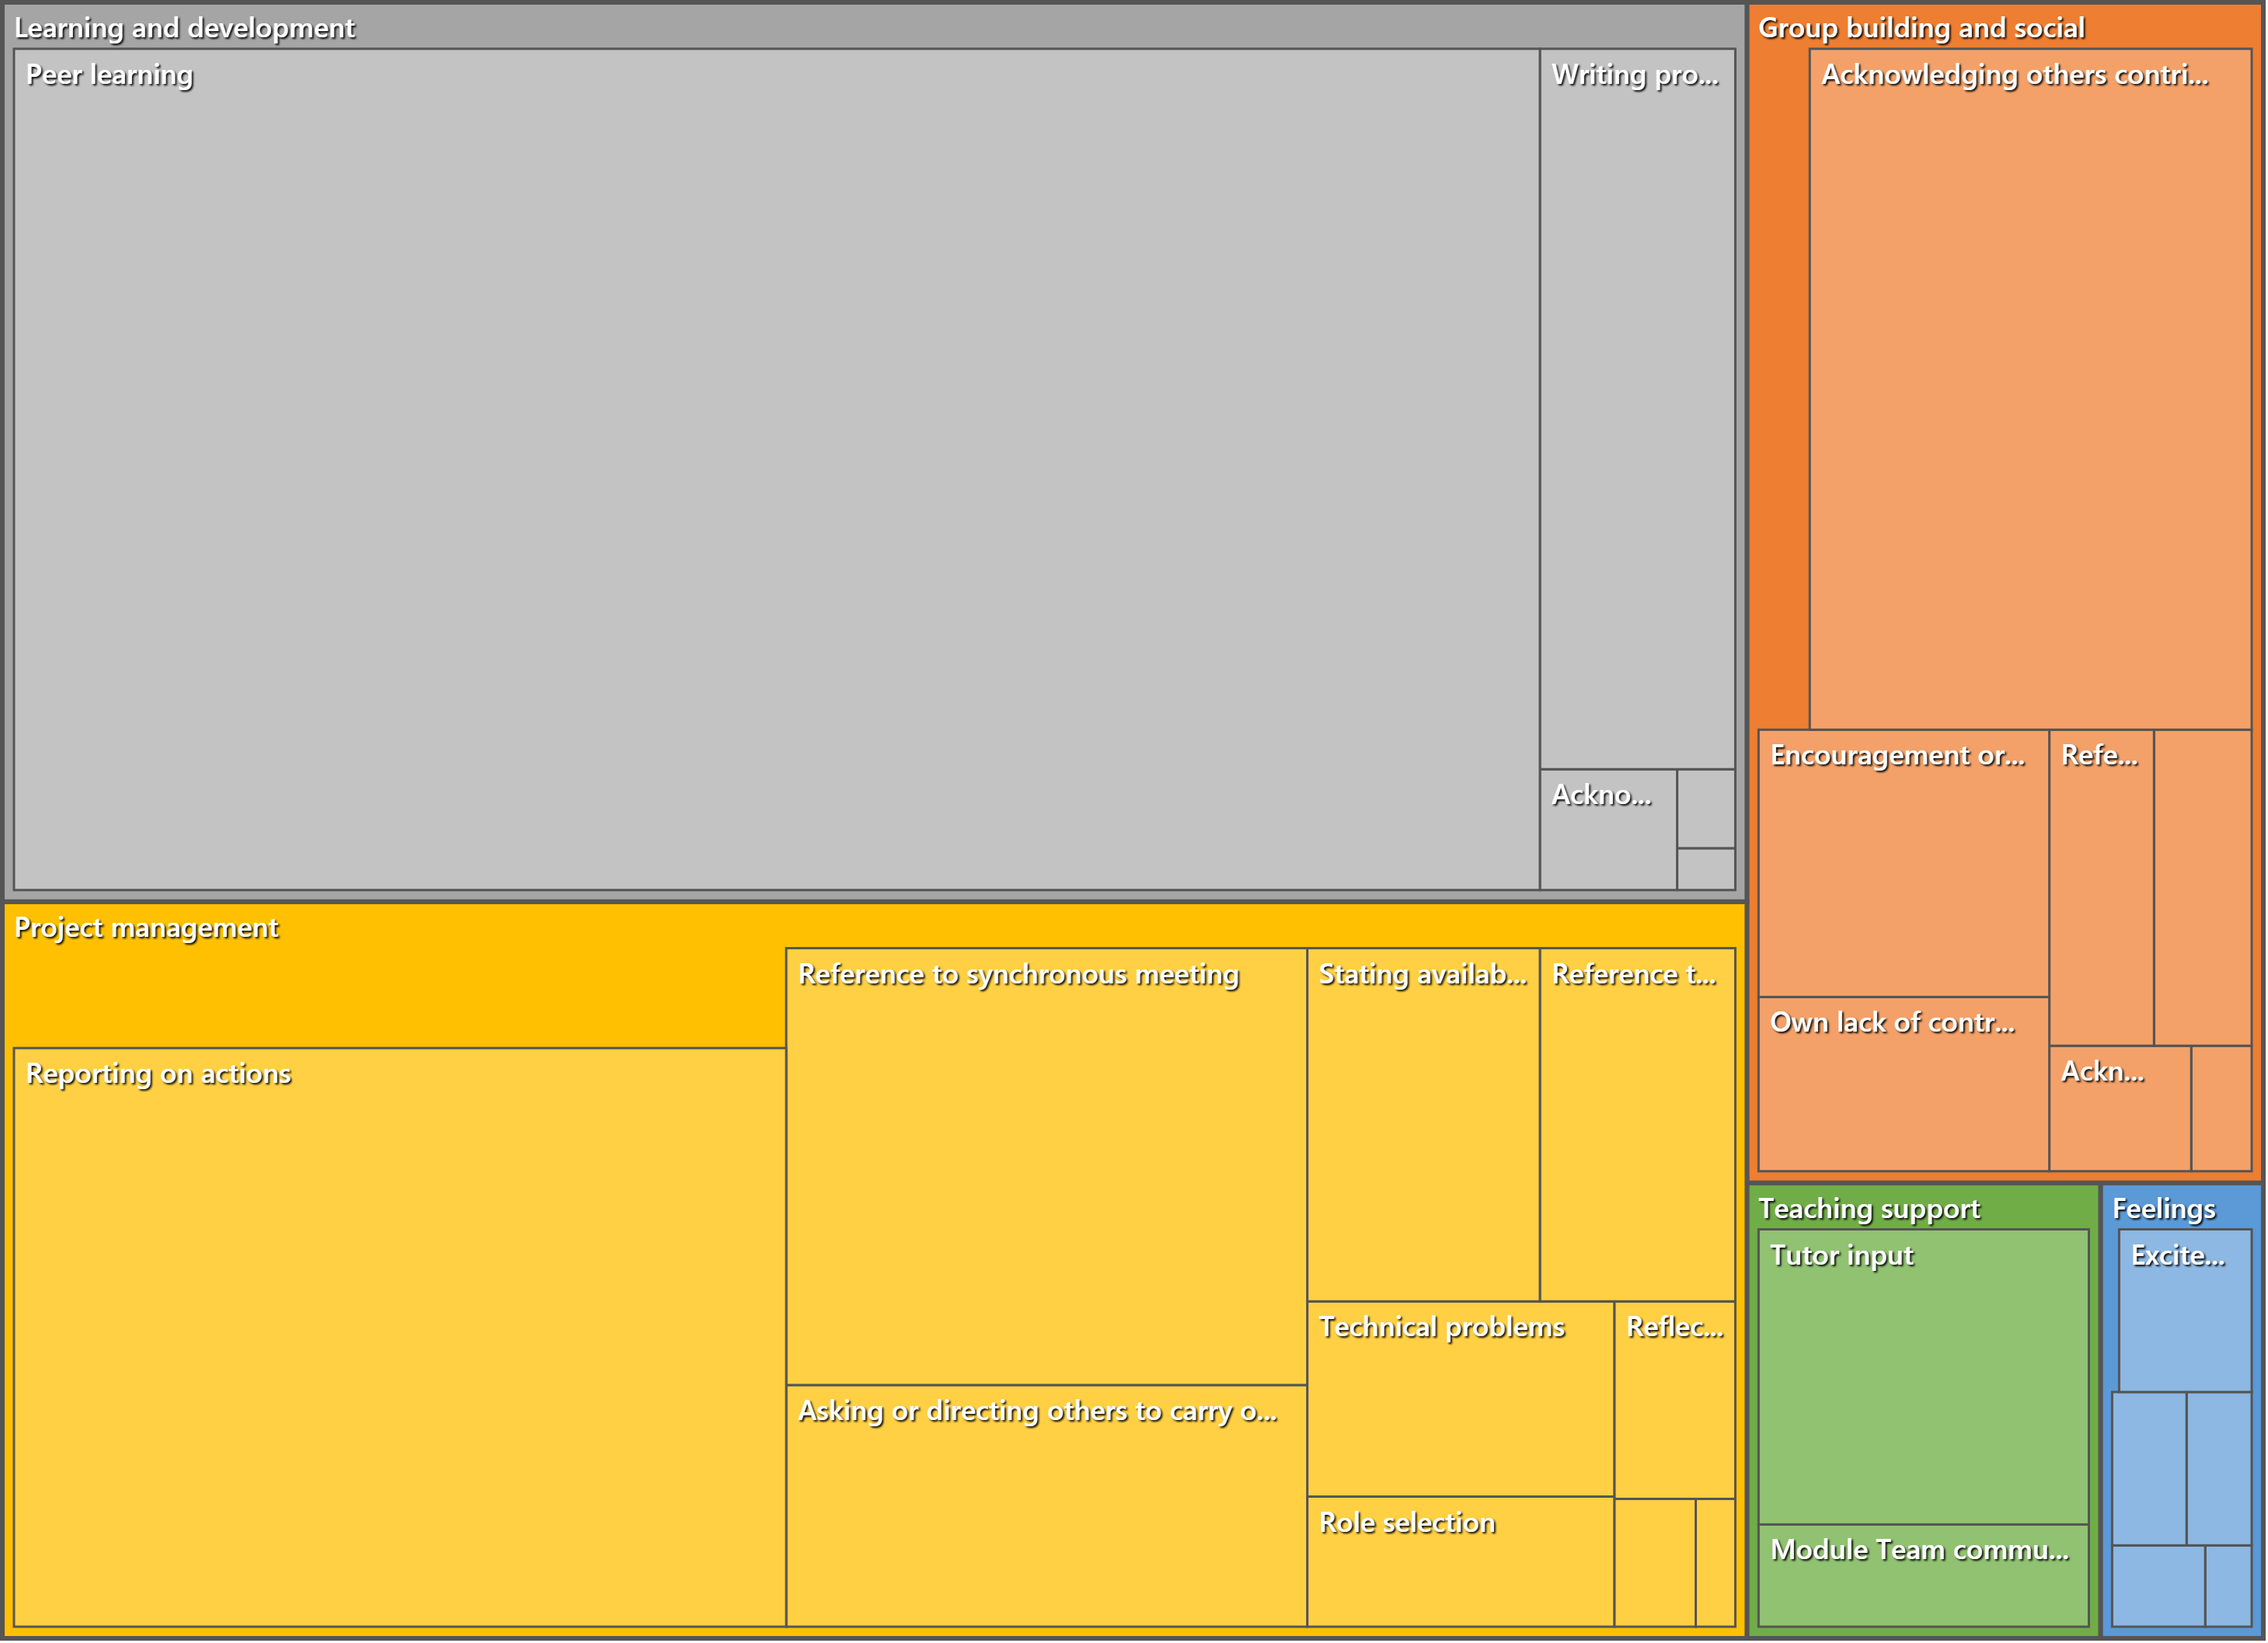 Learning and development
Peer learning
Writing pro...
Ackno...
Project management
Reporting on actions
Reference to synchronous meeting
Asking or directing others to carry o...
Stating availab...
Reference t...
Technical problems
Reflec...
Role selection
Group building and social
Acknowledging others contri...
Encouragement or...
Refe...
Own lack of contr...
Ackn...
Teaching support
Tutor input
Module Team commu...
Feelings
Excite...